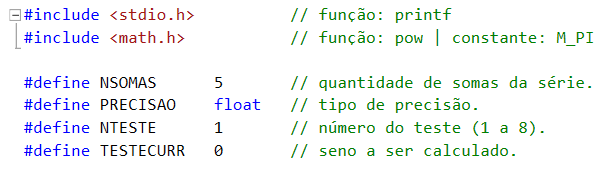 #include <stdio.h> // função: printf
#include <math.h> // função: pow | constante: M_PI
#define NSOMAS 5 // quantidade de somas da série.
#define PRECISAO float // tipo de precisão.
#define NTESTE 1 // número do teste (1 a 8).
#define TESTECURR 0 // seno a ser calculado.